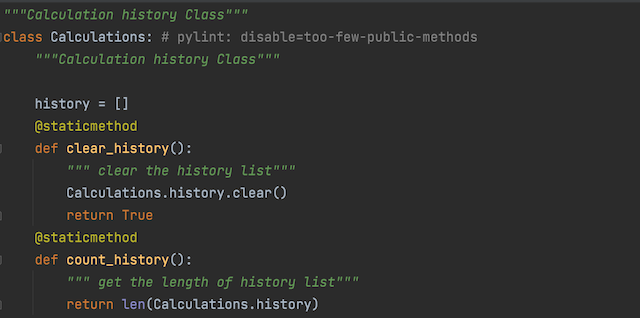 """Calculation history Class"""
class Calculations: # pylint: disable=too-few-public-methods
    """Calculation history Class"""

    history = []
    @staticmethod
    def clear_history():
        """ clear the history list"""
        Calculations.history.clear()
        return True
    @staticmethod
    def count_history():
        """ get the length of history list"""
        return len(Calculations.history)